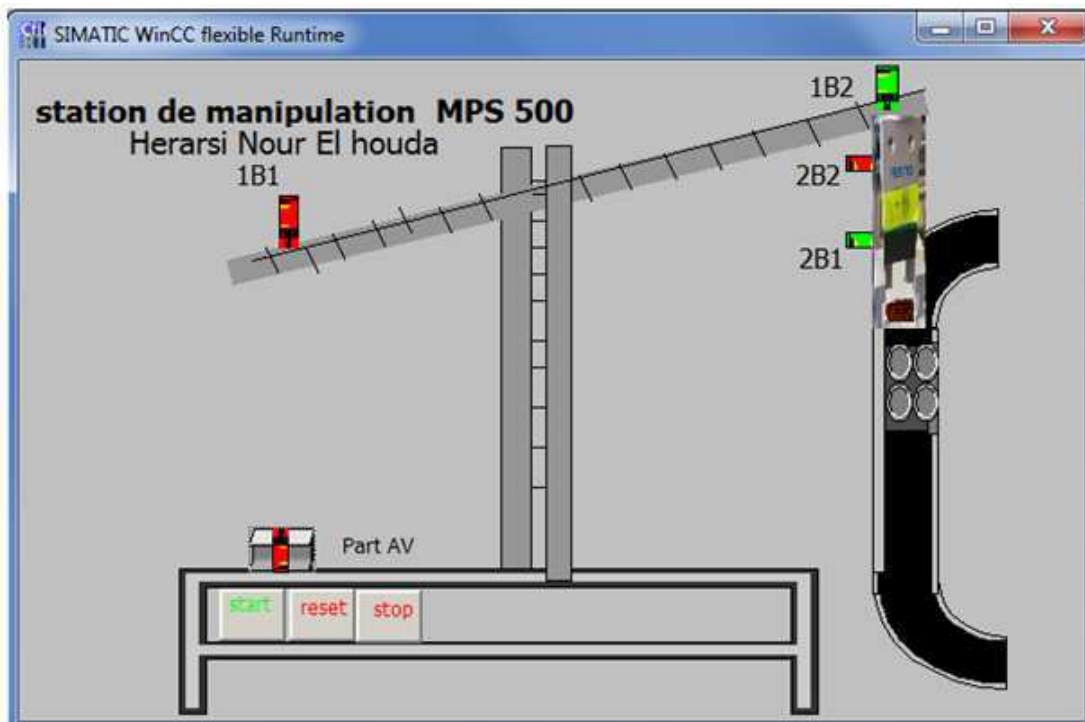 SIMATIC WinCC flexible Runtime
station de manipulation MPS 500
Herarsi Nour El houda
1B1
1B2
2B2
2B1
Part AV
start
reset
stop